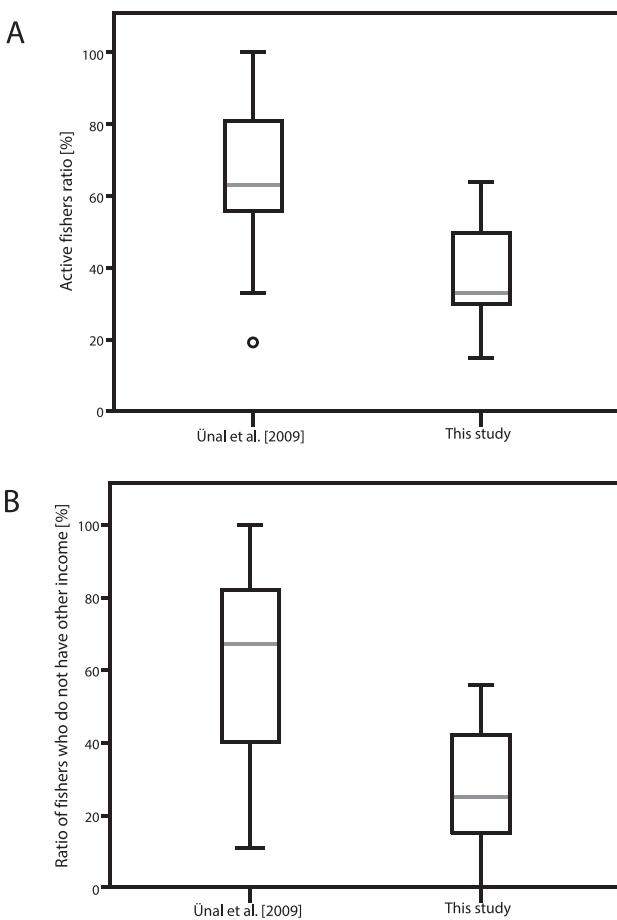 A
Active fishers ratio [%]
100
80
60
40
20
0
Ünal et al. [2009]
This study
B
Ratio of fishers who do not have other income [%]
100
80
60
40
20
0
Ünal et al. [2009]
This study